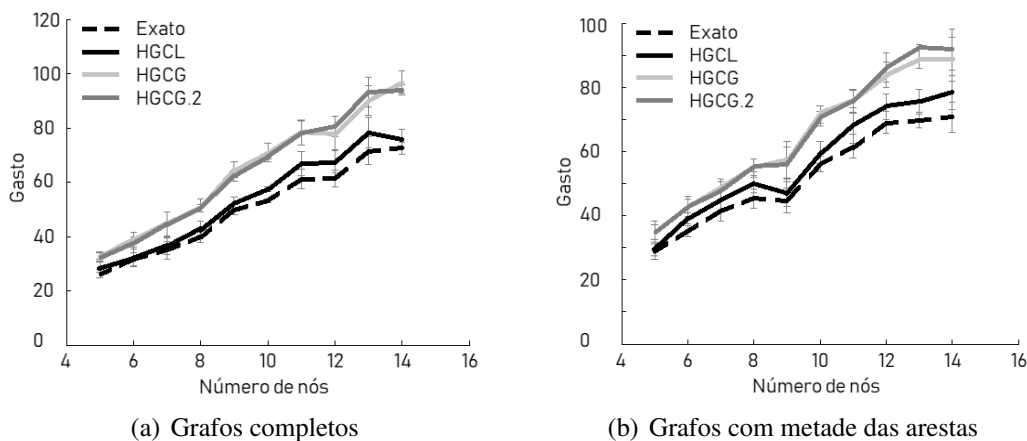 120
100
80
60
40
20
0
Gasto
Exato
HGCL
HGCG
HGCG.2
4 6 8 10 12 14 16
Número de nós
(a) Grafos completos
100
80
60
40
20
0
Gasto
Exato
HGCL
HGCG
HGCG.2
4 6 8 10 12 14 16
Número de nós
(b) Grafos com metade das arestas